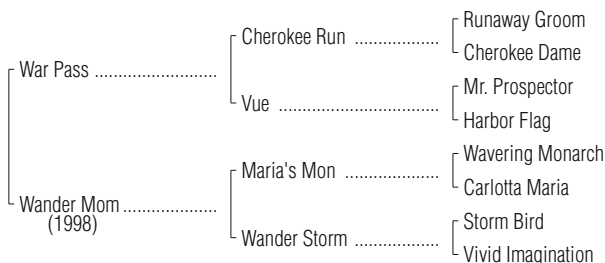 Runaway Groom
Cherokee Run ..................
Cherokee Dame
War Pass ..........................
Mr. Prospector
Vue ..................................
Harbor Flag
Wavering Monarch
Maria's Mon ....................
Carlotta Maria
Wander Mom ....................
(1998)
Storm Bird
Wander Storm ..................
Vivid Imagination